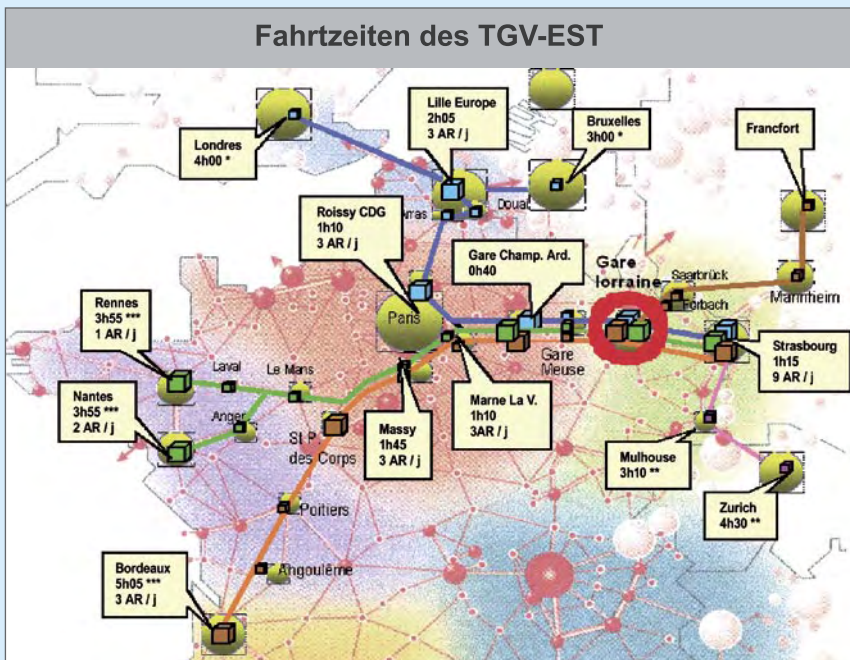 Fahrtzeiten des TGV-EST
Londres
4h00 *
Lille Europe
2h05
3 AR / j
Bruxelles
3h00 *
Francfort
Roissy CDG
1h10
3 AR / j
Arras
Douai
Gare Champ. Ard.
0h40
Gare
lorraine
Saarbrück
Forbach
Mannheim
Rennes
3h55 ***
1 AR / j
Paris
Gare
Meuse
Strasbourg
1h15
9 AR / j
Laval
Le Mans
Nantes
3h55 ***
2 AR / j
Anger
St P.
des Corps
Massy
1h45
3 AR / j
Marne La V.
1h10
3AR / j
Mulhouse
3h10 **
Zurich
4h30 **
Poitiers
Bordeaux
5h05 ***
3 AR / j
Angoulême